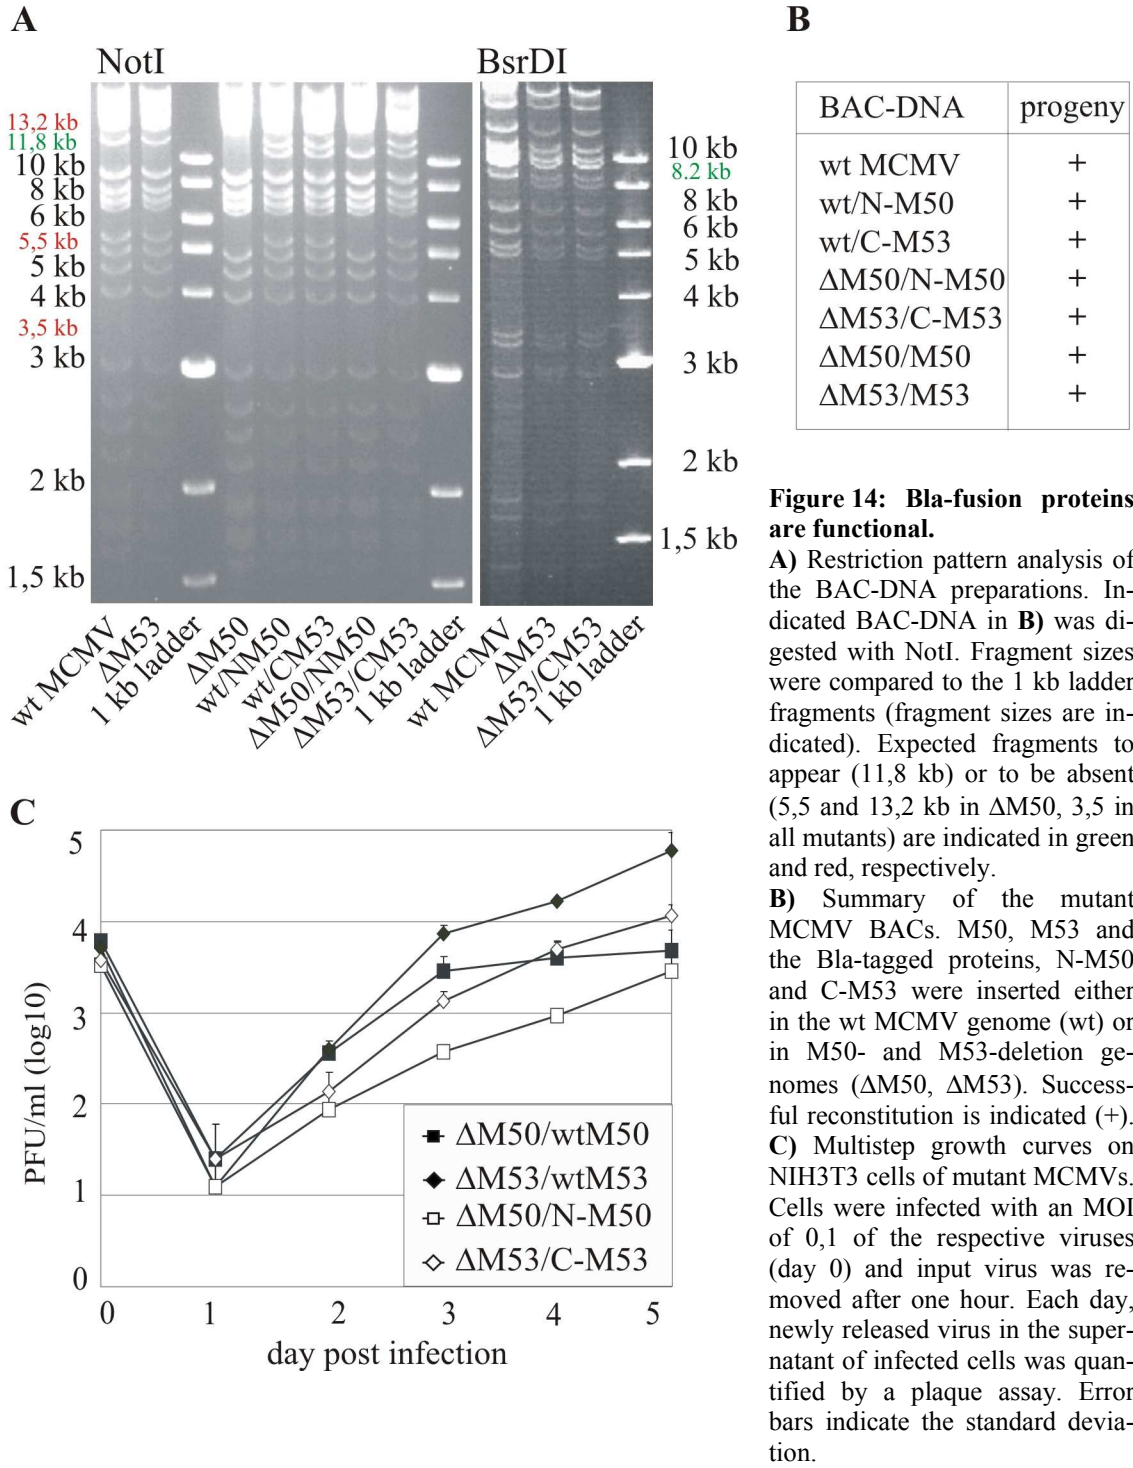 A
NotI
BsrDI
13,2 kb
11,8 kb
10 kb
8 kb
6 kb
5,5 kb
5 kb
4 kb
3,5 kb
3 kb
2 kb
1,5 kb
10 kb
8.2 kb
8 kb
6 kb
5 kb
4 kb
3 kb
2 kb
1,5 kb
wt MCMV
ΔM53
1 kb ladder
ΔM50
wt/NM50
wt/CM53
ΔM50/NM50
ΔM53/CM53
1 kb ladder
wt MCMV
ΔM53
ΔM53/CM53
1 kb ladder
B
BAC-DNA progeny
wt MCMV +
wt/N-M50 +
wt/C-M53 +
ΔM50/N-M50 +
ΔM53/C-M53 +
ΔM50/M50 +
ΔM53/M53 +
C
PFU/ml (log10)
5
4
3
2
1
0
0 1 2 3 4 5
day post infection
ΔM50/wtM50
ΔM53/wtM53
ΔM50/N-M50
ΔM53/C-M53
Figure 14: Bla-fusion proteins
are functional.
A) Restriction pattern analysis of
the BAC-DNA preparations. In-
dicated BAC-DNA in B) was di-
gested with NotI. Fragment sizes
were compared to the 1 kb ladder
fragments (fragment sizes are in-
dicated). Expected fragments to
appear (11,8 kb) or to be absent
(5,5 and 13,2 kb in ΔM50, 3,5 in
all mutants) are indicated in green
and red, respectively.
B) Summary of the mutant
MCMV BACs. M50, M53 and
the Bla-tagged proteins, N-M50
and C-M53 were inserted either
in the wt MCMV genome (wt) or
in M50- and M53-deletion ge-
nomes (ΔM50, ΔM53). Success-
ful reconstitution is indicated (+).
C) Multistep growth curves on
NIH3T3 cells of mutant MCMVs.
Cells were infected with an MOI
of 0,1 of the respective viruses
(day 0) and input virus was re-
moved after one hour. Each day,
newly released virus in the super-
natant of infected cells was quan-
tified by a plaque assay. Error
bars indicate the standard devia-
tion.